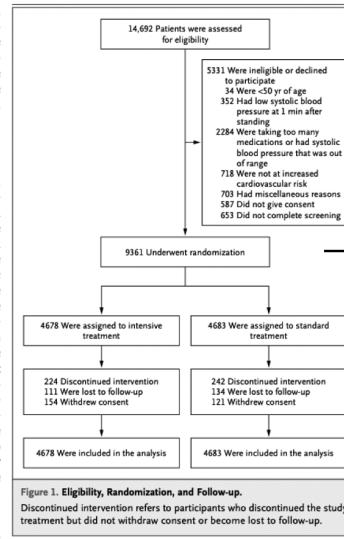 14,692 Patients were assessed
for eligibility
5331 Were ineligible or declined
to participate
34 Were <50 yr of age
352 Had low systolic blood
pressure at 1 min after
standing
2284 Were taking too many
medications or had systolic
blood pressure that was out
of range
718 Were not at increased
cardiovascular risk
703 Had miscellaneous reasons
587 Did not give consent
653 Did not complete screening
9361 Underwent randomization
4678 Were assigned to intensive
treatment
4683 Were assigned to standard
treatment
224 Discontinued intervention
111 Were lost to follow-up
154 Withdrew consent
242 Discontinued intervention
134 Were lost to follow-up
121 Withdrew consent
4678 Were included in the analysis
4683 Were included in the analysis
Figure 1. Eligibility, Randomization, and Follow-up.
Discontinued intervention refers to participants who discontinued the study
treatment but did not withdraw consent or become lost to follow-up.